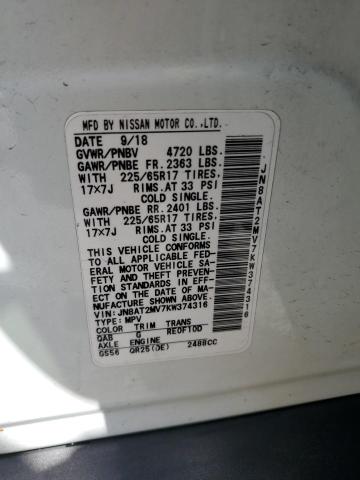 MFD BY NISSAN MOTOR CO.,LTD.
DATE 9/18
GVWR/PNBV 4720 LBS.
GAWR/PNBE FR. 2363 LBS.
WITH 225/65R17 TIRES,
17X7J RIMS.AT 33 PSI
COLD SINGLE.
GAWR/PNBE RR. 2401 LBS.
WITH 225/65R17 TIRES,
17X7J RIMS.AT 33 PSI
COLD SINGLE.
THIS VEHICLE CONFORMS
TO ALL APPLICABLE FED-
ERAL MOTOR VEHICLE SA-
FETY AND THEFT PREVENTION
STANDARDS IN EFF-
ECT ON THE DATE OF MA-
NUFACTURE SHOWN ABOVE.
VIN:JN8AT2MV7KW374316
TYPE:MPV
COLOR TRIM TRANS
QAB G RE0F10D
AXLE ENGINE
GS56 QR25(DE) 2488CC
JN8AT2MV7KW374316